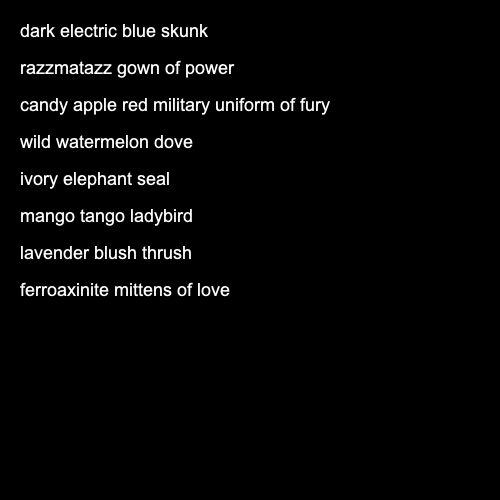 dark electric blue skunk
razzmatazz gown of power
candy apple red military uniform of fury
wild watermelon dove
ivory elephant seal
mango tango ladybird
lavender blush thrush
ferroaxinite mittens of love